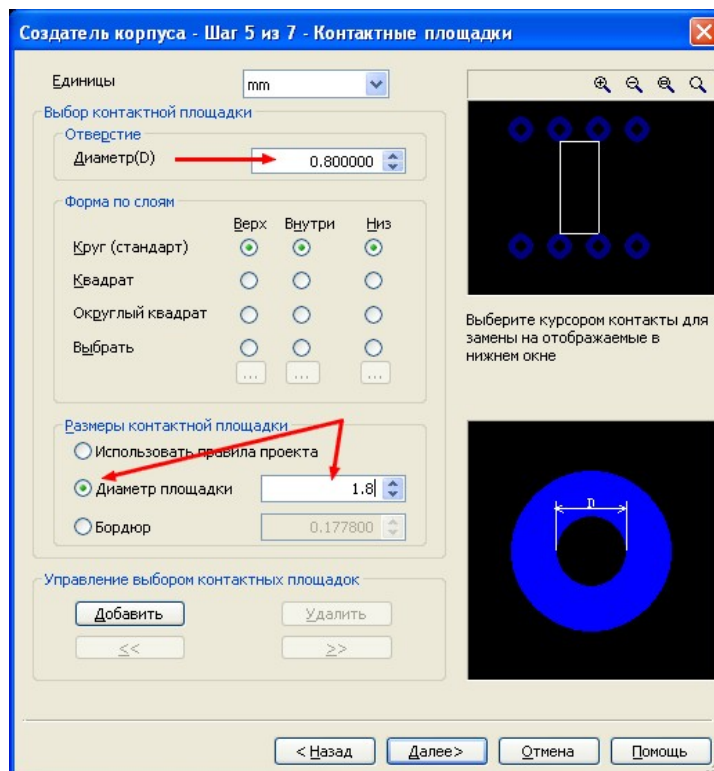 Создатель корпуса - Шаг 5 из 7 - Контактные площадки
Единицы
mm
Выбор контактной площадки
Отверстие
Диаметр(D)
0.800000
Форма по слоям
Верх Внутри Низ
Круг (стандарт)
Квадрат
Округлый квадрат
Выбрать
... ... ...
Размеры контактной площадки
Использовать правила проекта
Диаметр площадки
1.8
Бордюр
0.177800
Управление выбором контактных площадок
Добавить Удалить
<< >>
Выберите курсором контакты для
замены на отображаемые в
нижнем окне
D
< Назад Далее> Отмена Помощь